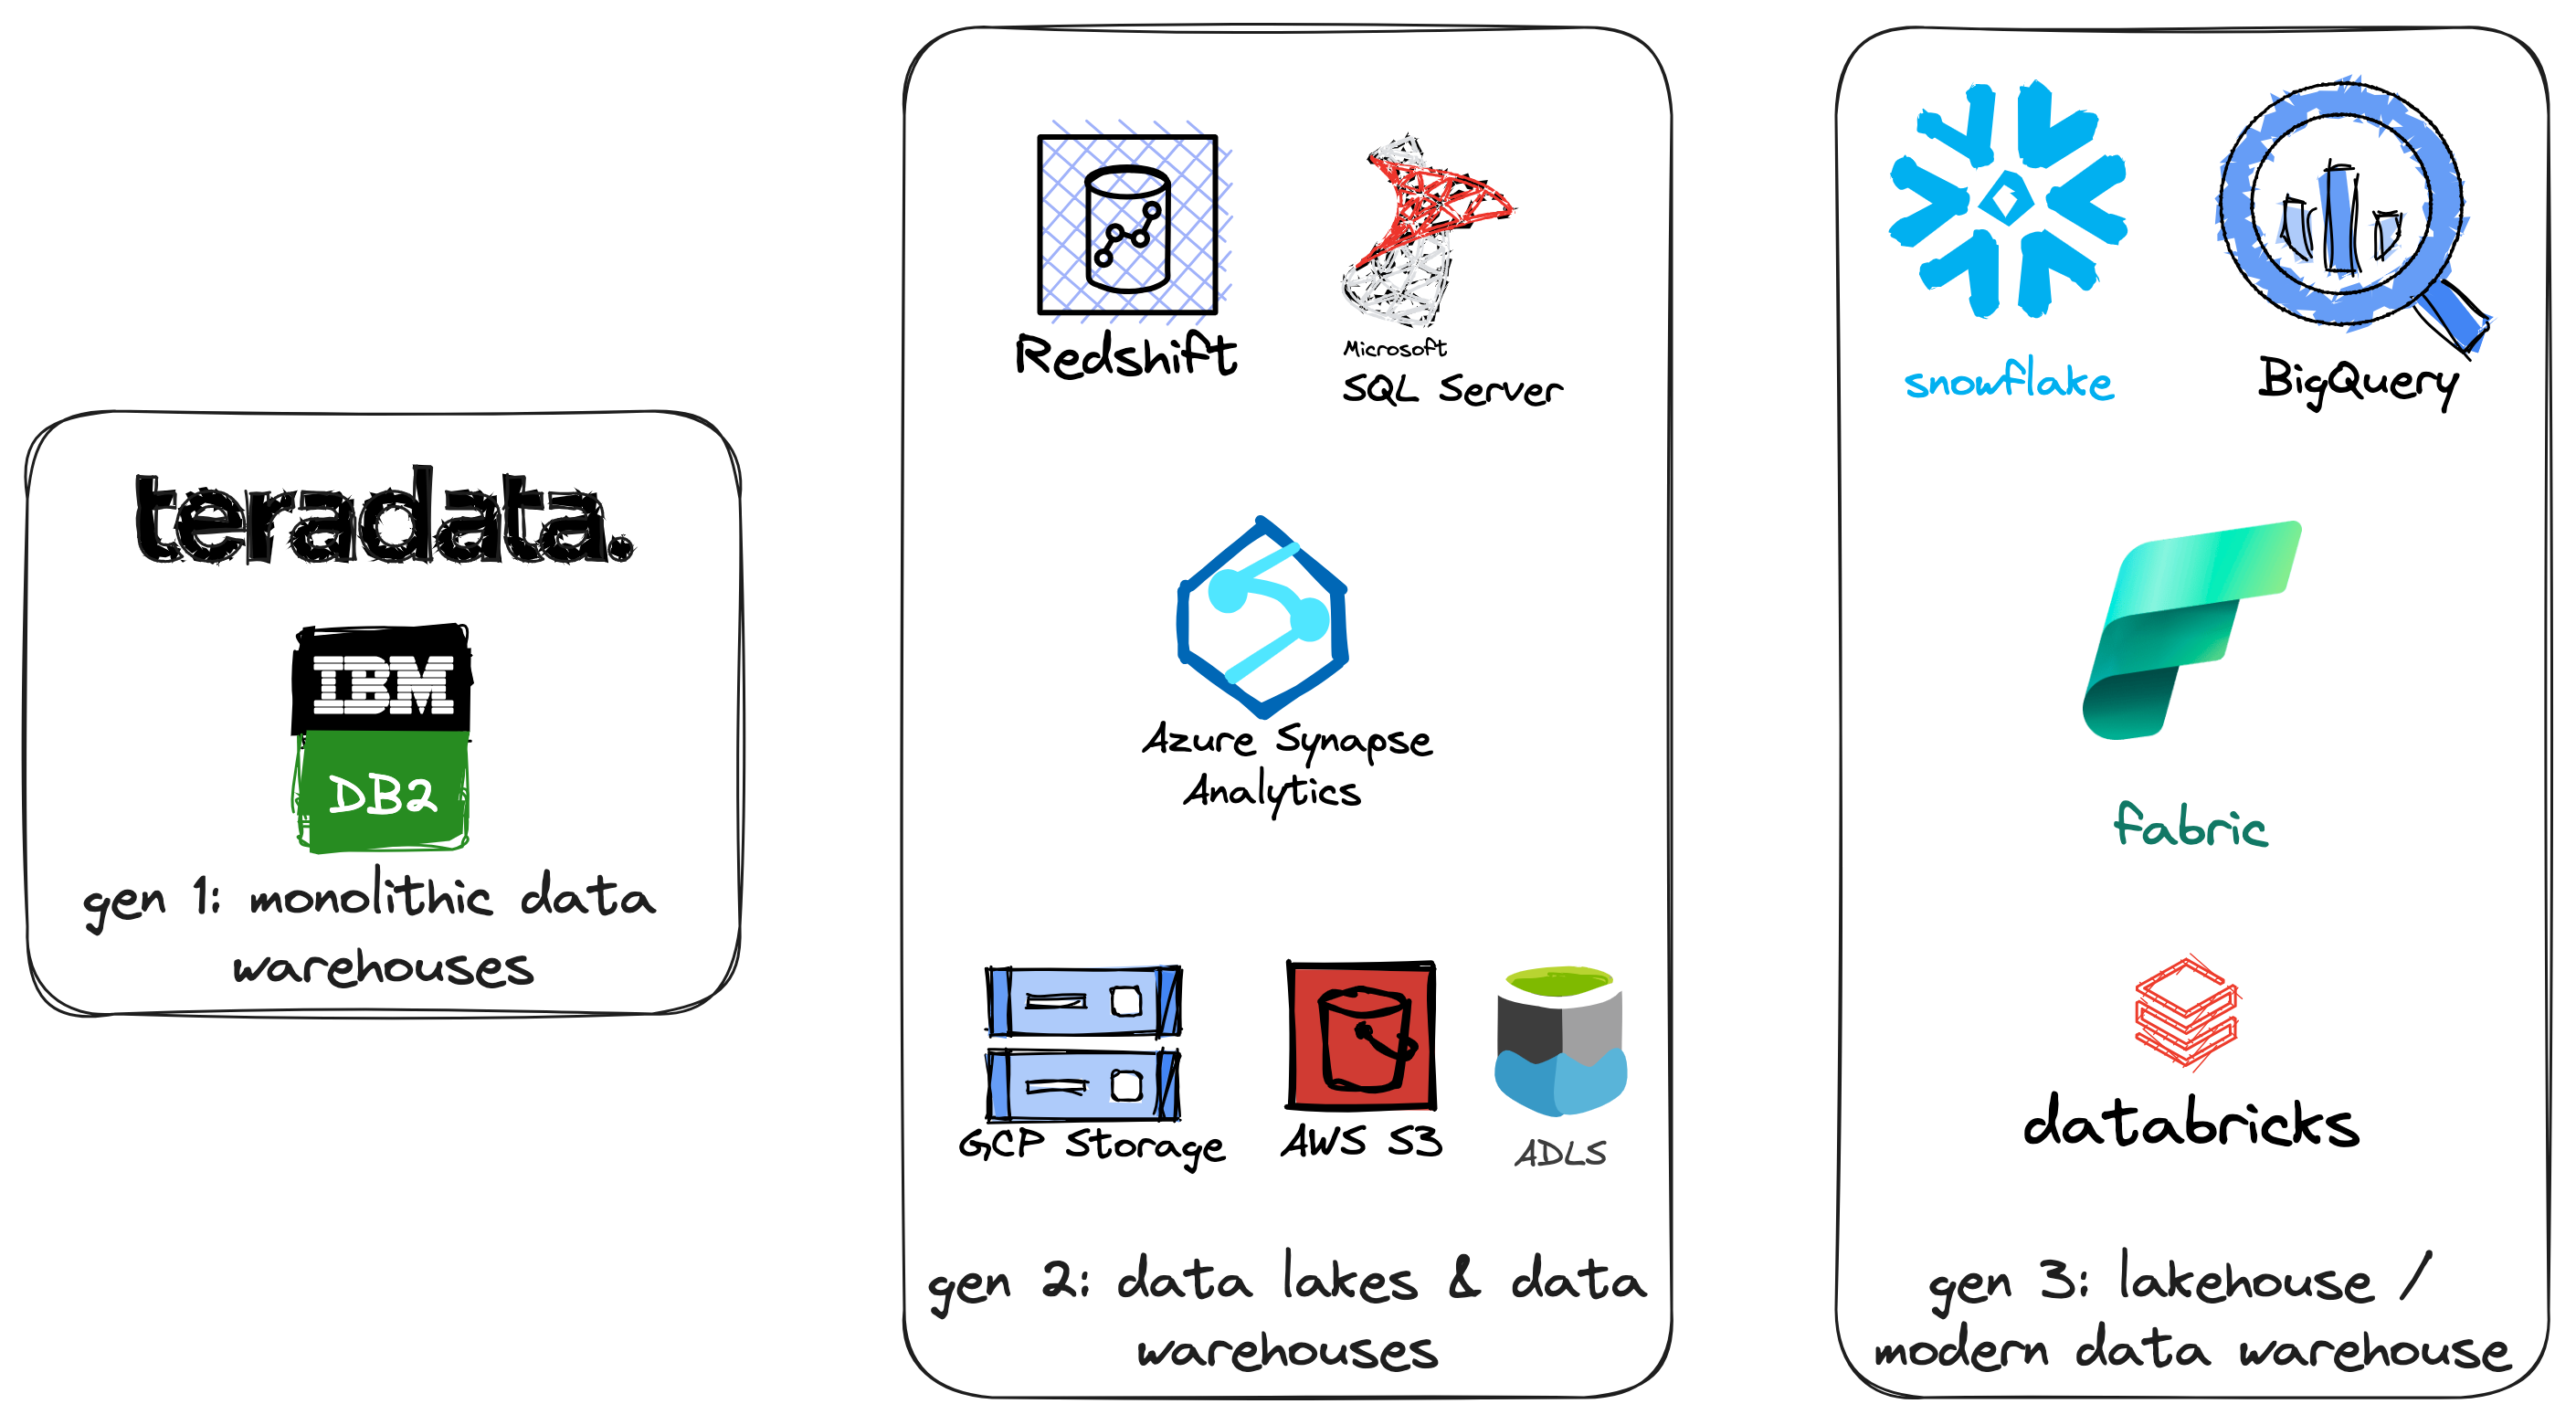 teradata.
IBM
DB2
gen 1: monolithic data
warehouses
Redshift
Microsoft
SQL Server
Azure Synapse
Analytics
GCP Storage
AWS S3
ADLS
gen 2: data lakes & data
warehouses
snowflake
BigQuery
fabric
databricks
gen 3: lakehouse /
modern data warehouse